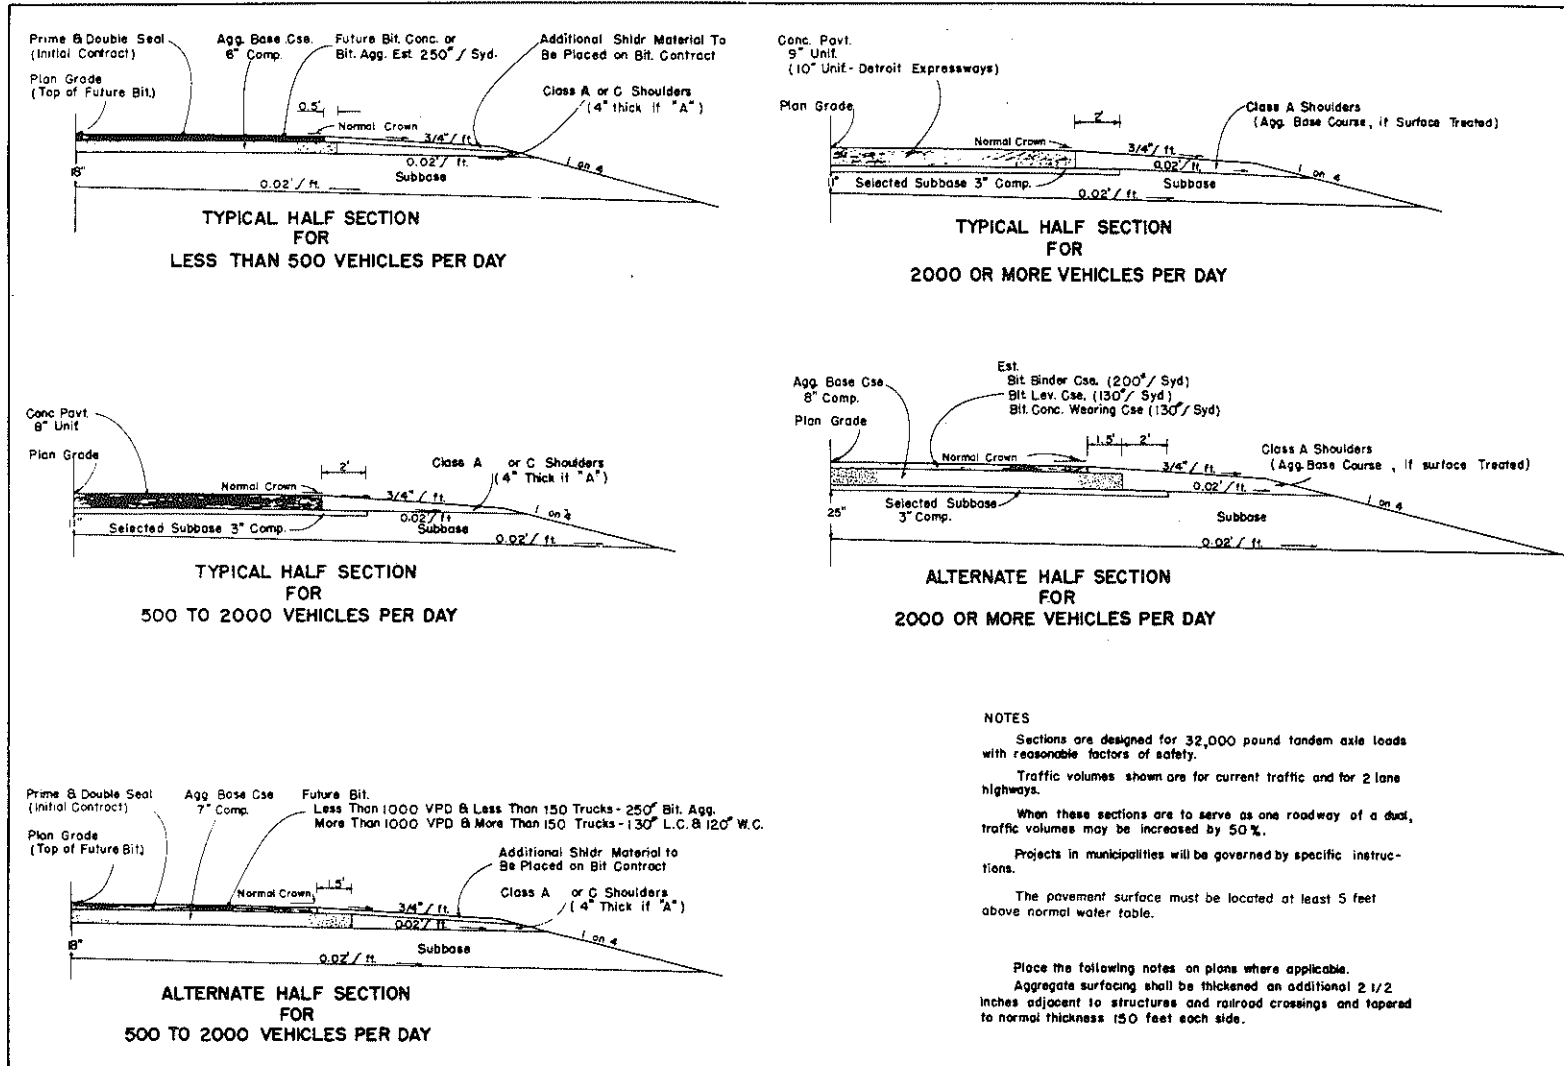 Prime & Double Seal
(Initial Contract)
Agg. Base Cse.
6" Comp.
Future Bit. Conc. or
Bit. Agg. Est. 250# / Syd.
Additional Shldr Material To
Be Placed on Bit. Contract
Plan Grade
(Top of Future Bit.)
Class A or C Shoulders
(4" thick if "A")
0.5'
Normal Crown
3/4"/ ft.
0.02'/ft.
1 on 4
18"
Subbase
0.02'/ ft.
TYPICAL HALF SECTION
FOR
LESS THAN 500 VEHICLES PER DAY
Conc. Pavt.
9" Unif.
(10" Unif.- Detroit Expressways)
Plan Grade
2'
Class A Shoulders
(Agg. Base Course, if Surface Treated)
Normal Crown
3/4"/ ft.
0.02'/ft.
1 on 4
11"
Selected Subbase 3" Comp.
Subbase
0.02'/ ft.
TYPICAL HALF SECTION
FOR
2000 OR MORE VEHICLES PER DAY
Conc Pavt.
8" Unif.
Plan Grade
2'
Class A or C Shoulders
(4" Thick if "A")
Normal Crown
3/4"/ ft.
0.02'/ ft.
1 on 4
11"
Selected Subbase 3" Comp.
Subbase
0.02'/ ft.
TYPICAL HALF SECTION
FOR
500 TO 2000 VEHICLES PER DAY
Est.
Bit. Binder Cse. (200#/ Syd)
Bit. Lev. Cse. (130#/ Syd)
Bit. Conc. Wearing Cse (130#/ Syd)
Agg. Base Cse
8" Comp.
Plan Grade
1.5'
2'
Class A Shoulders
(Agg. Base Course, if surface Treated)
Normal Crown
3/4"/ ft.
0.02'/ ft.
1 on 4
Selected Subbase
3" Comp.
25"
Subbase
0.02'/ ft.
ALTERNATE HALF SECTION
FOR
2000 OR MORE VEHICLES PER DAY
Prime & Double Seal
(Initial Contract)
Agg Base Cse
7" Comp.
Future Bit.
Less Than 1000 VPD & Less Than 150 Trucks - 250# Bit. Agg.
More Than 1000 VPD & More Than 150 Trucks - 130# L.C. & 120# W.C.
Plan Grade
(Top of Future Bit.)
Additional Shldr Material to
Be Placed on Bit Contract
Normal Crown
1.5'
Class A or C Shoulders
(4" Thick if "A")
3/4"/ ft.
0.02'/ ft.
1 on 4
18"
Subbase
0.02'/ ft.
ALTERNATE HALF SECTION
FOR
500 TO 2000 VEHICLES PER DAY
NOTES
Sections are designed for 32,000 pound tandem axle loads
with reasonable factors of safety.
Traffic volumes shown are for current traffic and for 2 lane
highways.
When these sections are to serve as one roadway of a dual,
traffic volumes may be increased by 50%.
Projects in municipalities will be governed by specific instruc-
tions.
The pavement surface must be located at least 5 feet
above normal water table.
Place the following notes on plans where applicable.
Aggregate surfacing shall be thickened an additional 2 1/2
inches adjacent to structures and railroad crossings and tapered
to normal thickness 150 feet each side.